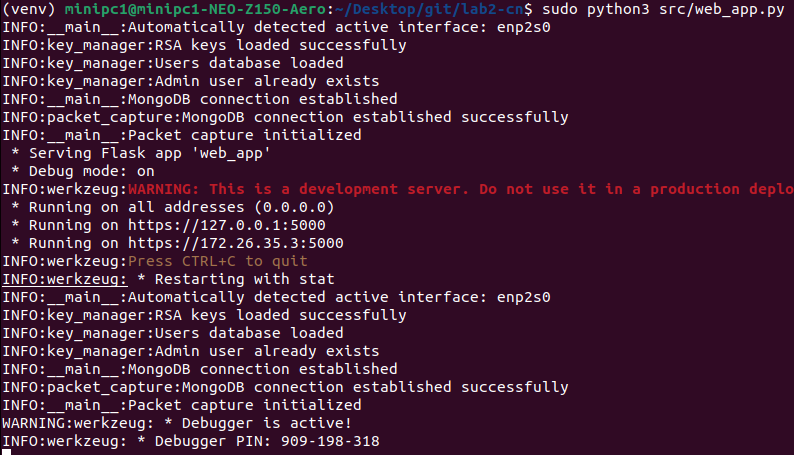 (venv) minipc1@minipc1-NEO-Z150-Aero:~/Desktop/git/lab2-cn$ sudo python3 src/web_app.py
INFO:__main__:Automatically detected active interface: enp2s0
INFO:key_manager:RSA keys loaded successfully
INFO:key_manager:Users database loaded
INFO:key_manager:Admin user already exists
INFO:__main__:MongoDB connection established
INFO:packet_capture:MongoDB connection established successfully
INFO:__main__:Packet capture initialized
 * Serving Flask app 'web_app'
 * Debug mode: on
INFO:werkzeug:WARNING: This is a development server. Do not use it in a production deplo
 * Running on all addresses (0.0.0.0)
 * Running on https://127.0.0.1:5000
 * Running on https://172.26.35.3:5000
INFO:werkzeug:Press CTRL+C to quit
INFO:werkzeug: * Restarting with stat
INFO:__main__:Automatically detected active interface: enp2s0
INFO:key_manager:RSA keys loaded successfully
INFO:key_manager:Users database loaded
INFO:key_manager:Admin user already exists
INFO:__main__:MongoDB connection established
INFO:packet_capture:MongoDB connection established successfully
INFO:__main__:Packet capture initialized
WARNING:werkzeug: * Debugger is active!
INFO:werkzeug: * Debugger PIN: 909-198-318